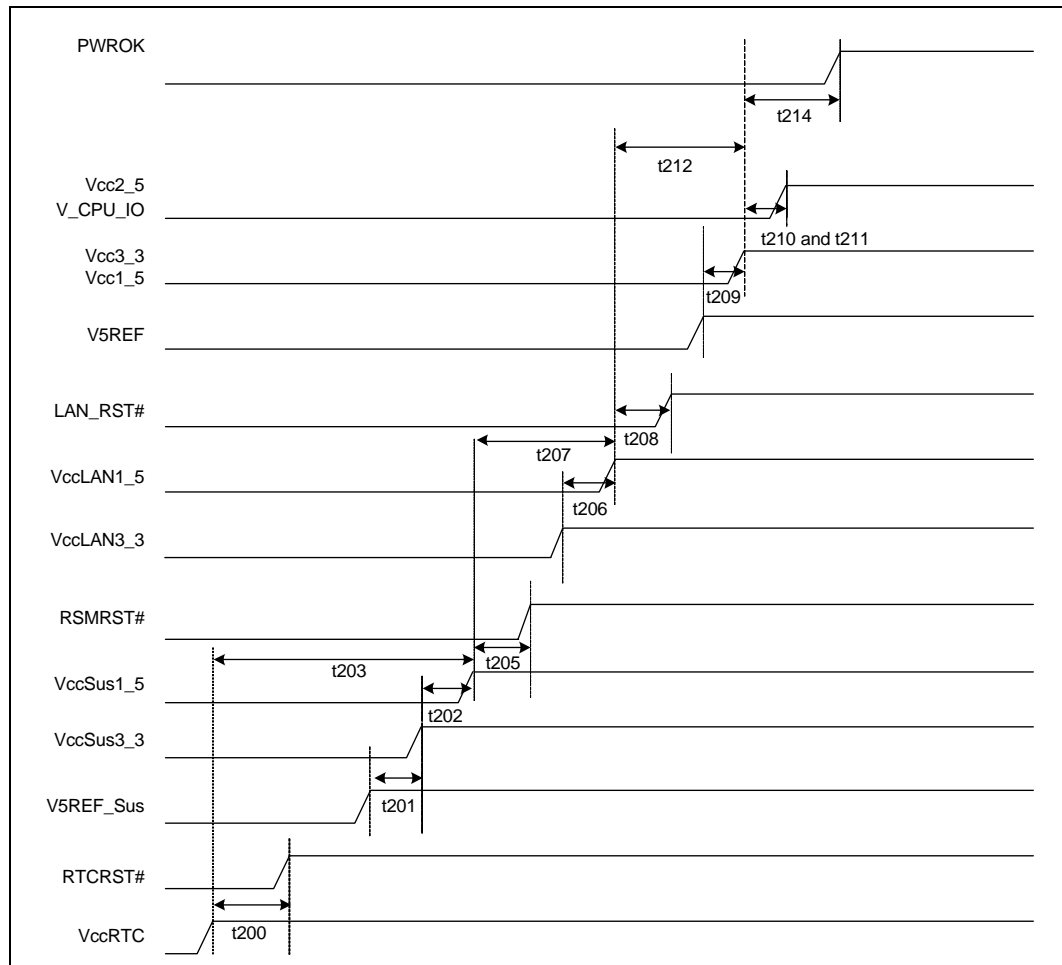 PWROK
t214
t212
Vcc2_5
V_CPU_IO
t210 and t211
Vcc3_3
Vcc1_5
t209
V5REF
LAN_RST#
t208
t207
VccLAN1_5
t206
VccLAN3_3
RSMRST#
t205
t203
VccSus1_5
t202
VccSus3_3
V5REF_Sus
t201
RTCRST#
t200
VccRTC